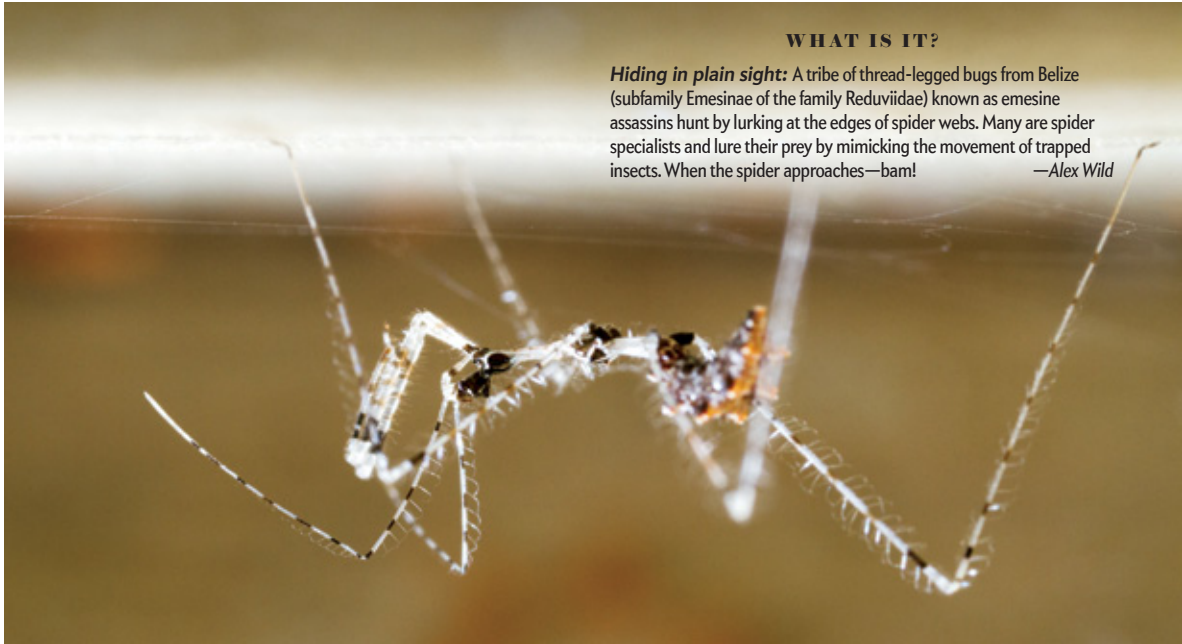 WHAT IS IT?
Hiding in plain sight: A tribe of thread-legged bugs from Belize
(subfamily Emesinae of the family Reduviidae) known as emesine
assassins hunt by lurking at the edges of spider webs. Many are spider
specialists and lure their prey by mimicking the movement of trapped
insects. When the spider approaches—bam! —Alex Wild